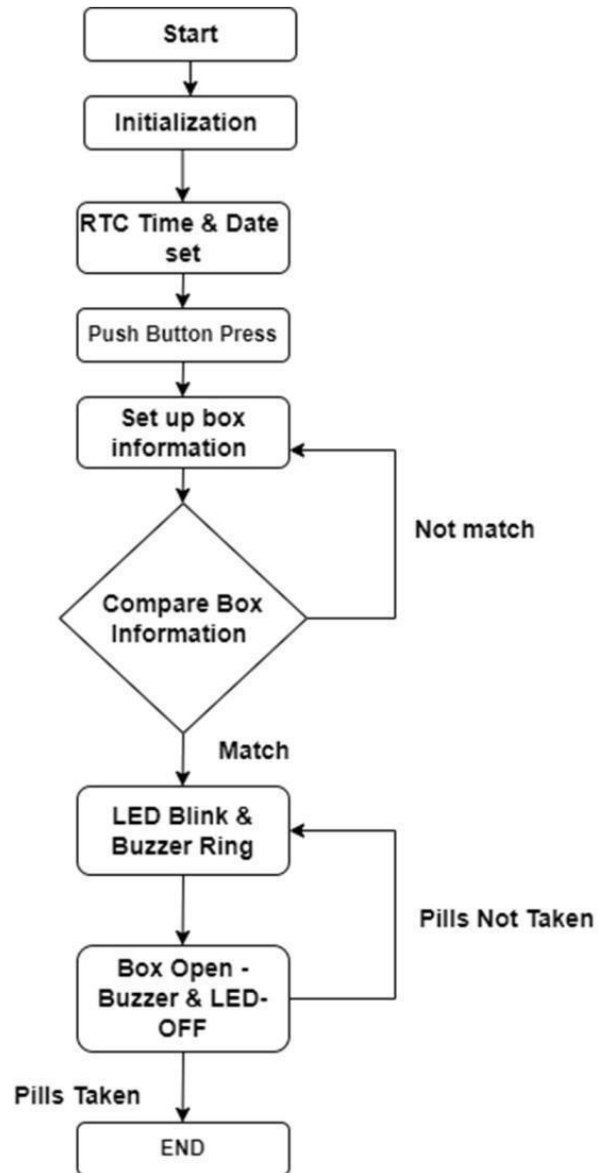 Start
Initialization
RTC Time & Date
set
Push Button Press
Set up box
information
Not match
Compare Box
Information
Match
LED Blink &
Buzzer Ring
Pills Not Taken
Box Open -
Buzzer & LED-
OFF
Pills Taken
END